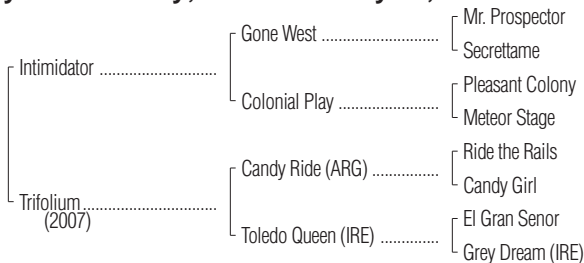 Mr. Prospector
Gone West ...........................
Secrettame
Intimidator ...........................
Pleasant Colony
Colonial Play .......................
Meteor Stage
Ride the Rails
Candy Ride (ARG) ...............
Candy Girl
Trifolium...............................
(2007)
El Gran Senor
Toledo Queen (IRE) .............
Grey Dream (IRE)